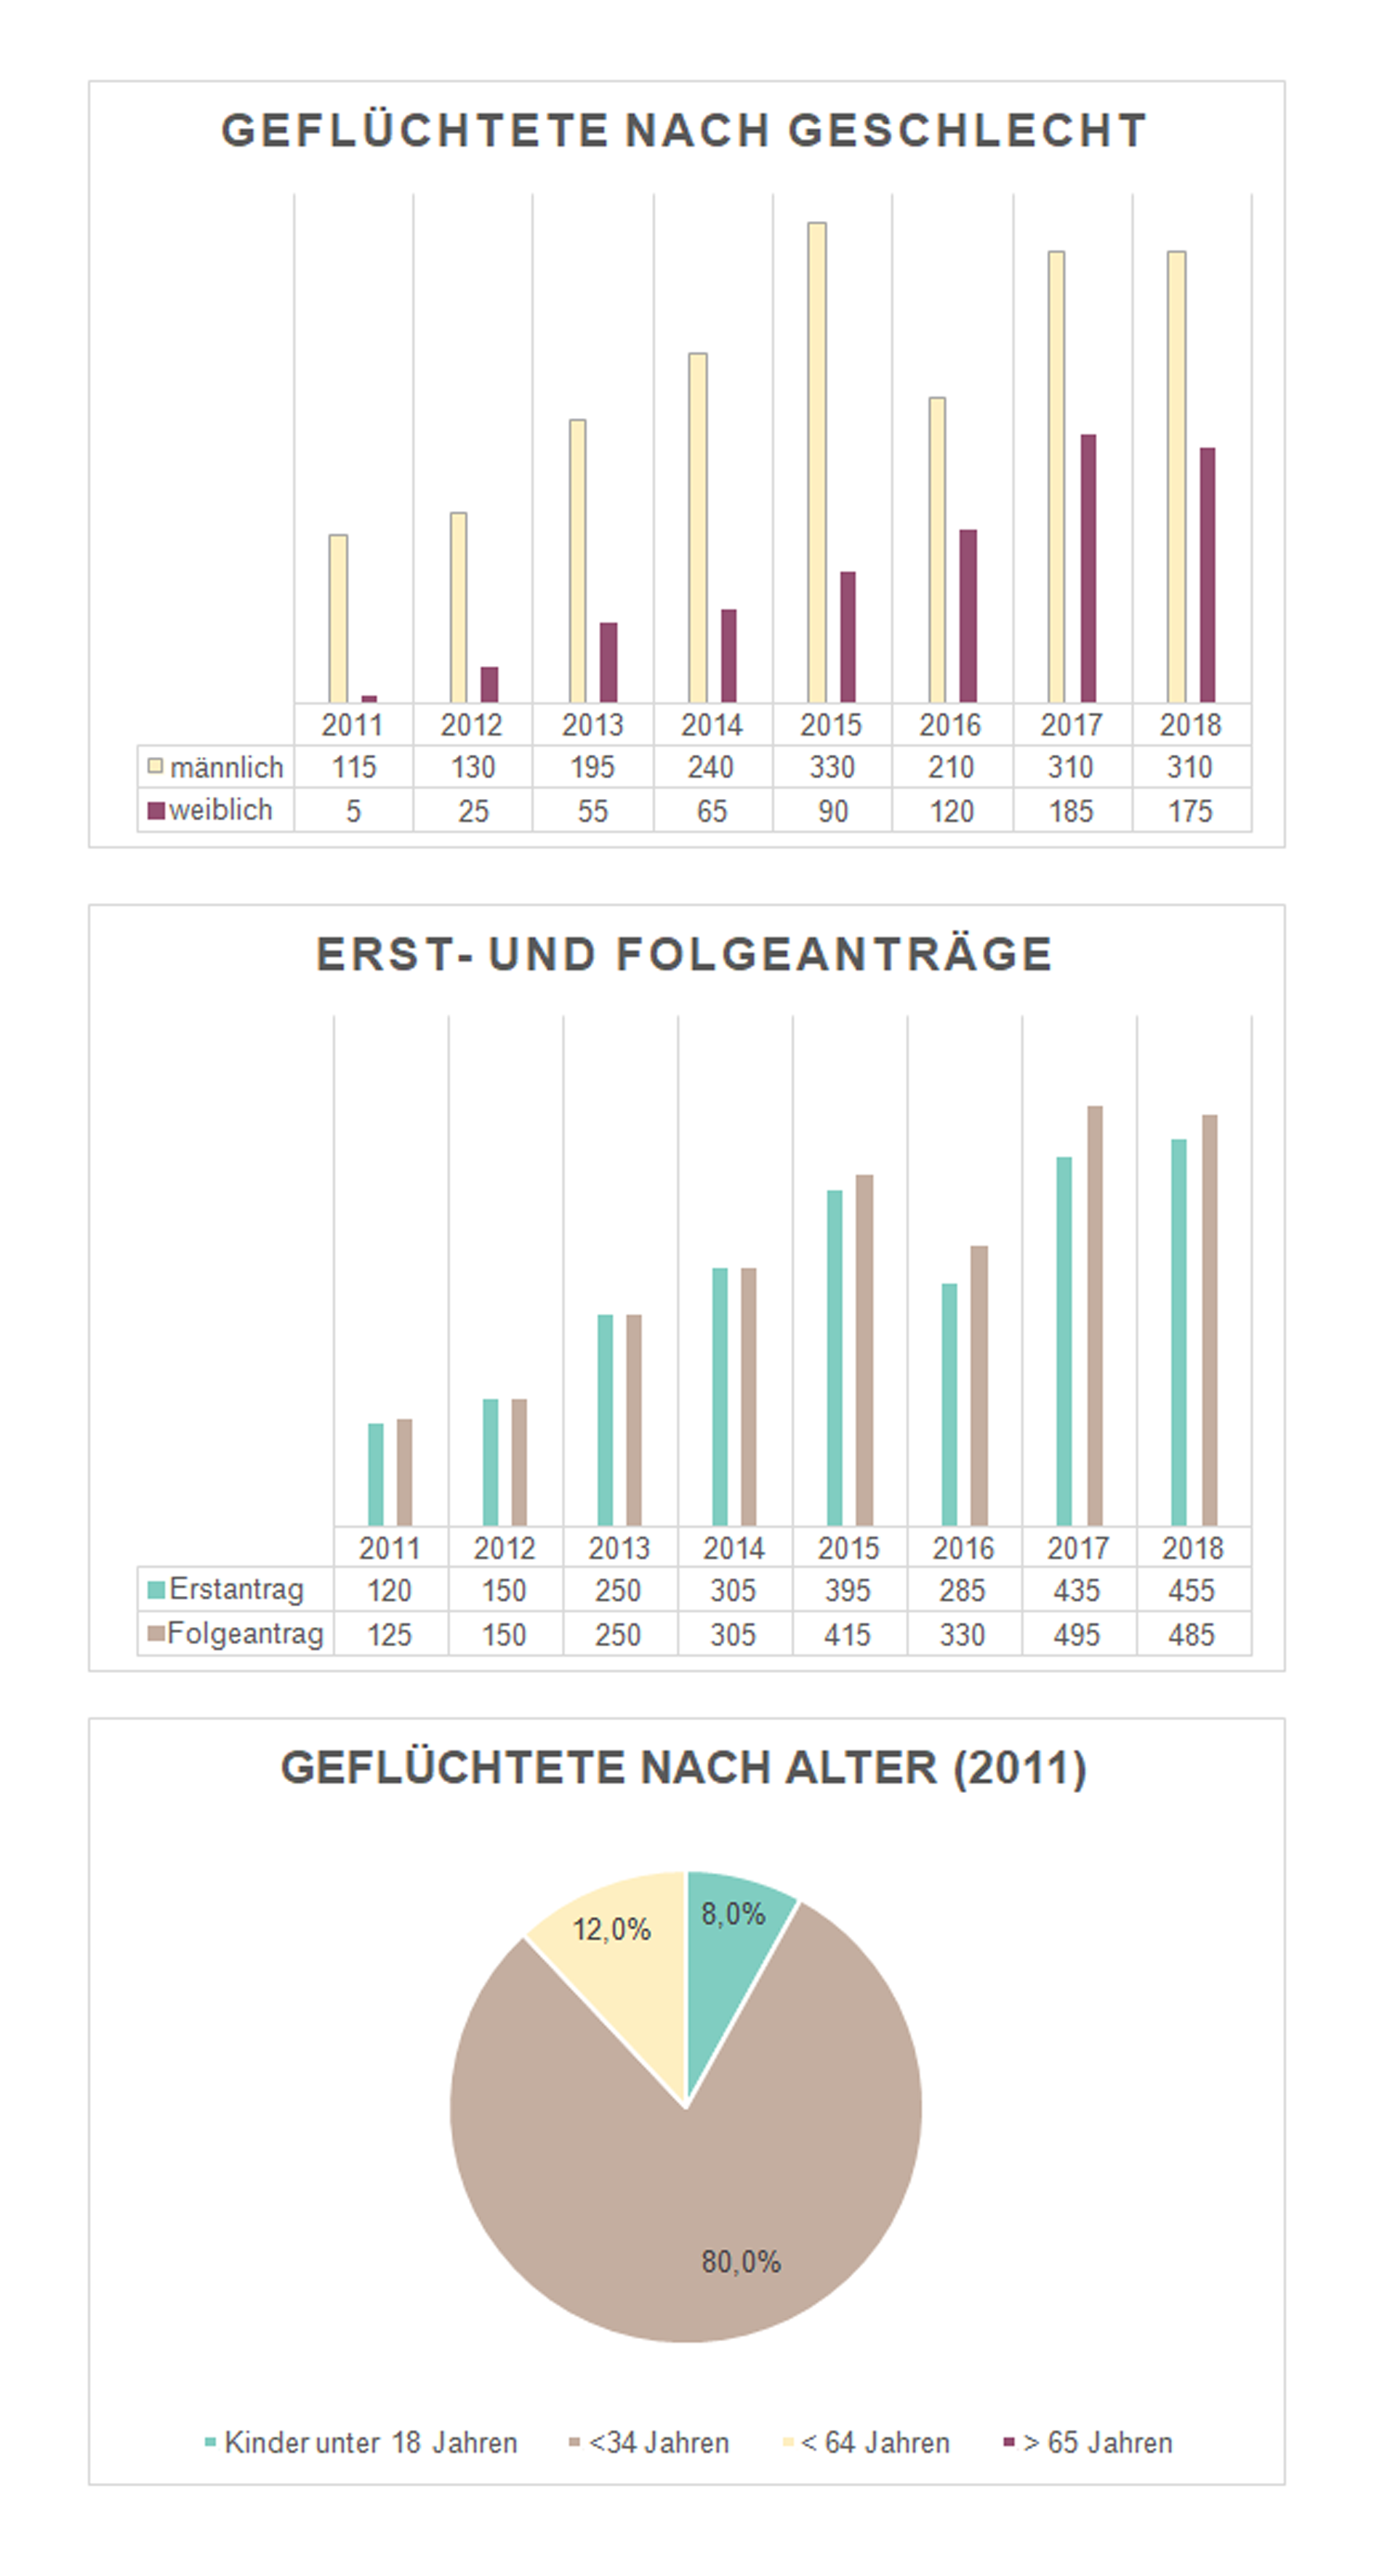 GEFLÜCHTETE NACH GESCHLECHT
2011 2012 2013 2014 2015 2016 2017 2018
männlich 115 130 195 240 330 210 310 310
weiblich 5 25 55 65 90 120 185 175
ERST- UND FOLGEANTRÄGE
2011 2012 2013 2014 2015 2016 2017 2018
Erstantrag 120 150 250 305 395 285 435 455
Folgeantrag 125 150 250 305 415 330 495 485
GEFLÜCHTETE NACH ALTER (2011)
8,0%
12,0%
80,0%
Kinder unter 18 Jahren <34 Jahren < 64 Jahren > 65 Jahren